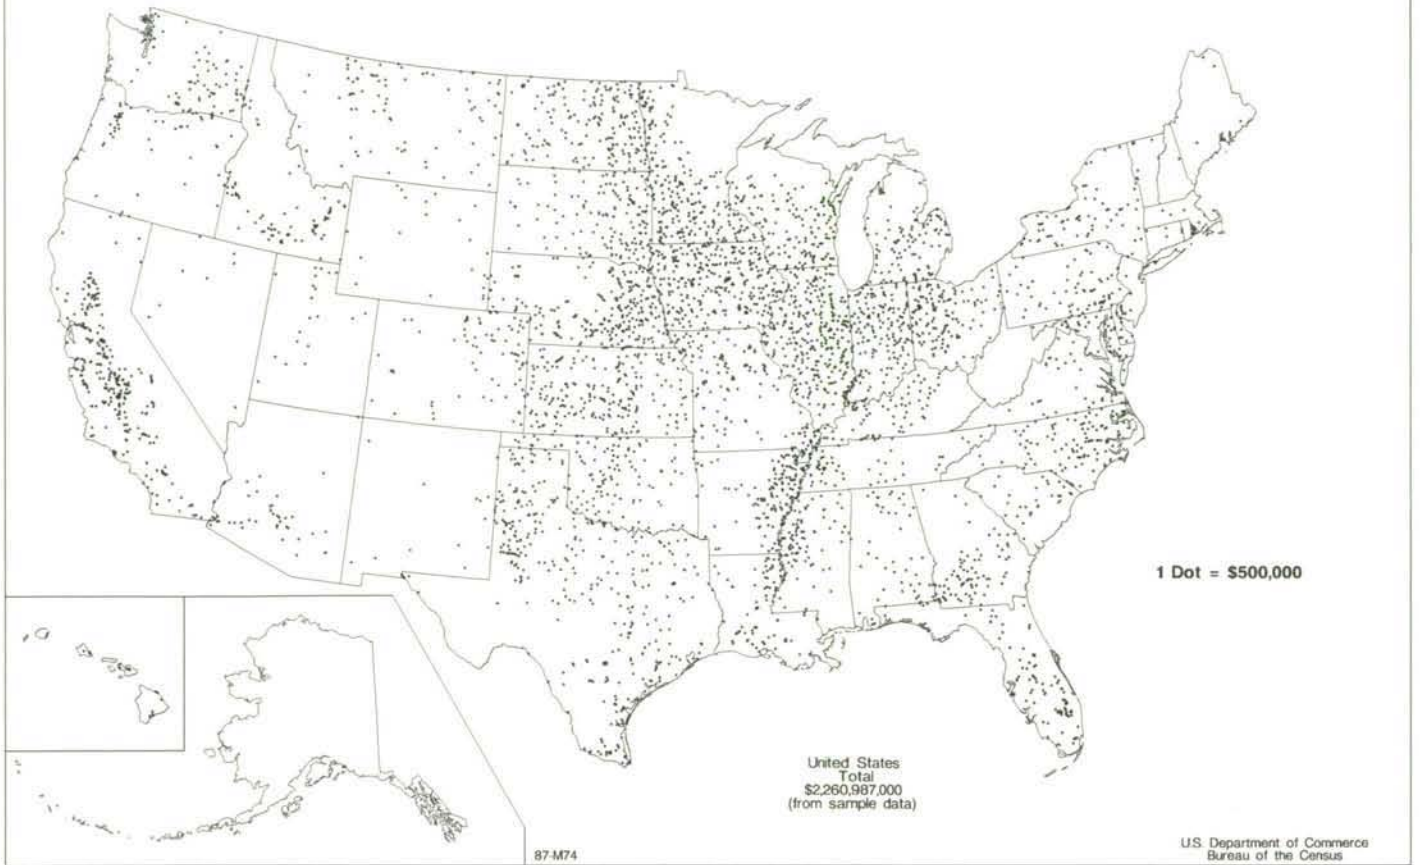 1 Dot = $500,000
United States
Total
$2,260,987,000
(from sample data)
87-M74
U.S. Department of Commerce
Bureau of the Census